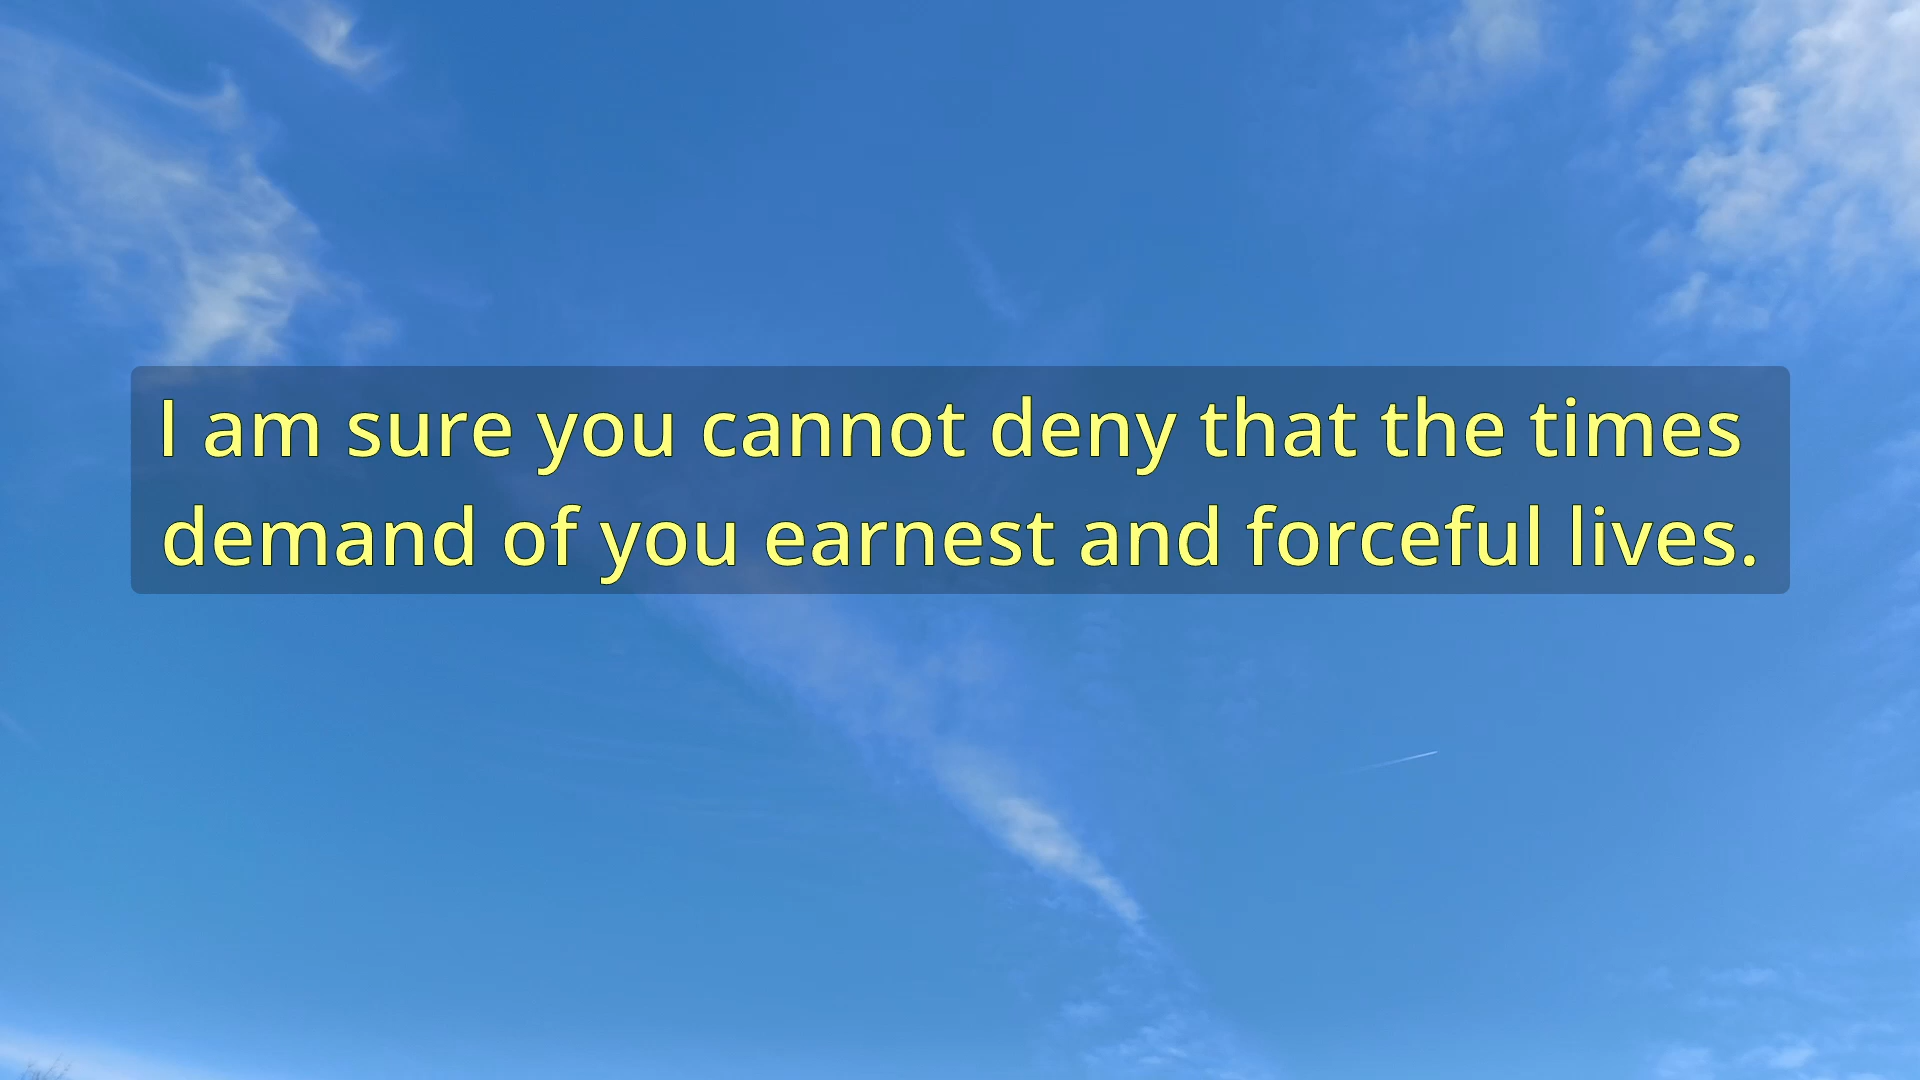 I am sure you cannot deny that the times
demand of you earnest and forceful lives.